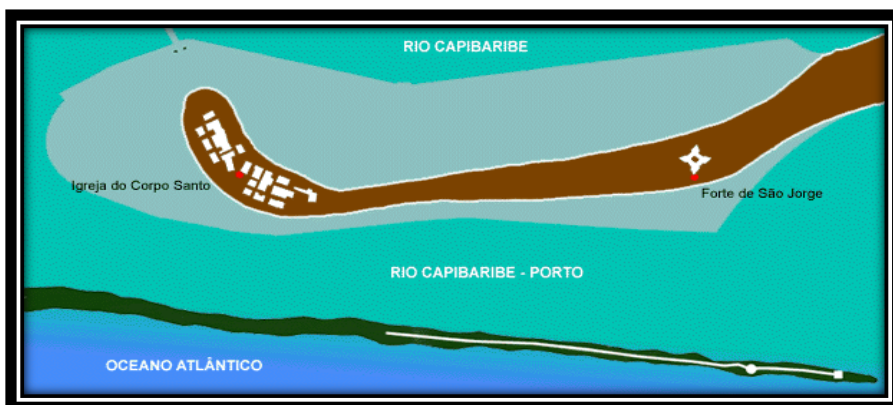 RIO CAPIBARIBE
Igreja do Corpo Santo
Forte de São Jorge
RIO CAPIBARIBE - PORTO
OCEANO ATLÂNTICO